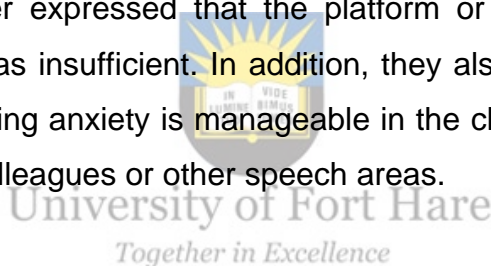 er expressed that the platform or
as insufficient. In addition, they als
ing anxiety is manageable in the cl
lleagues or other speech areas.
IN VIDE
LUMINE BIMUS
University of Fort Hare
Together in Excellence